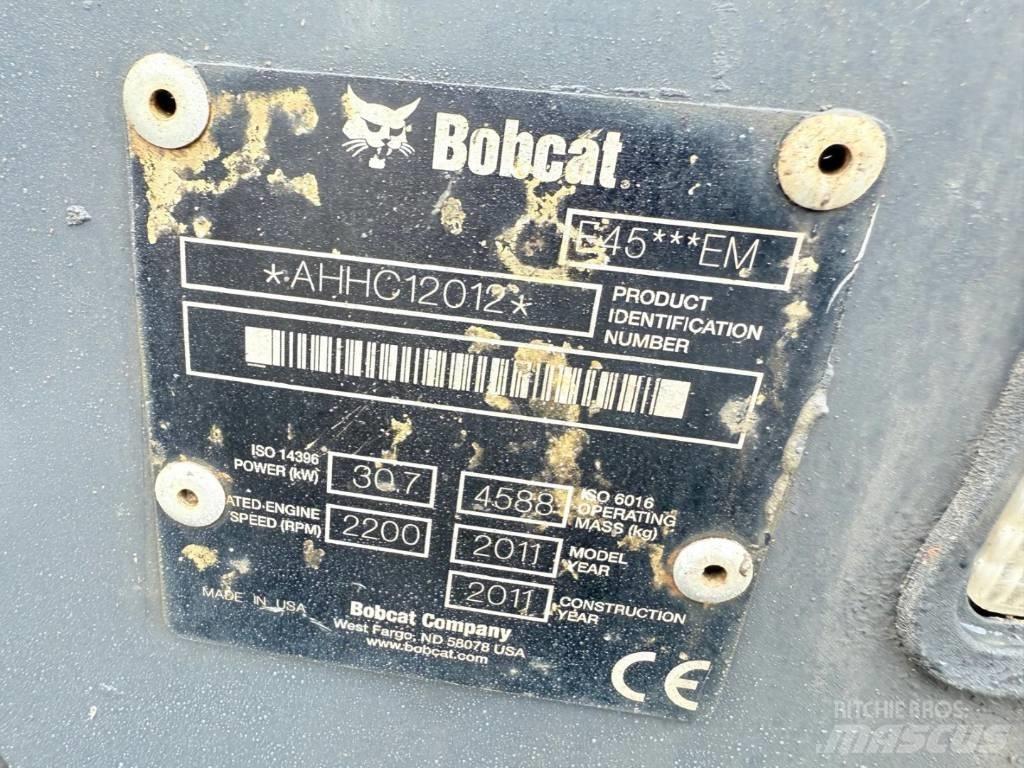 Bobcat®
E45***EM
*AHHC12012*
PRODUCT
IDENTIFICATION
NUMBER
ISO 14396
POWER (kW)
30.7
4588
ISO 6016
OPERATING
MASS (kg)
ATED ENGINE
SPEED (RPM)
2200
2011
MODEL
YEAR
2011
CONSTRUCTION
YEAR
MADE IN USA
Bobcat Company
West Fargo, ND 58078 USA
www.bobcat.com
CE
RITCHIE BROS.
MASCUS